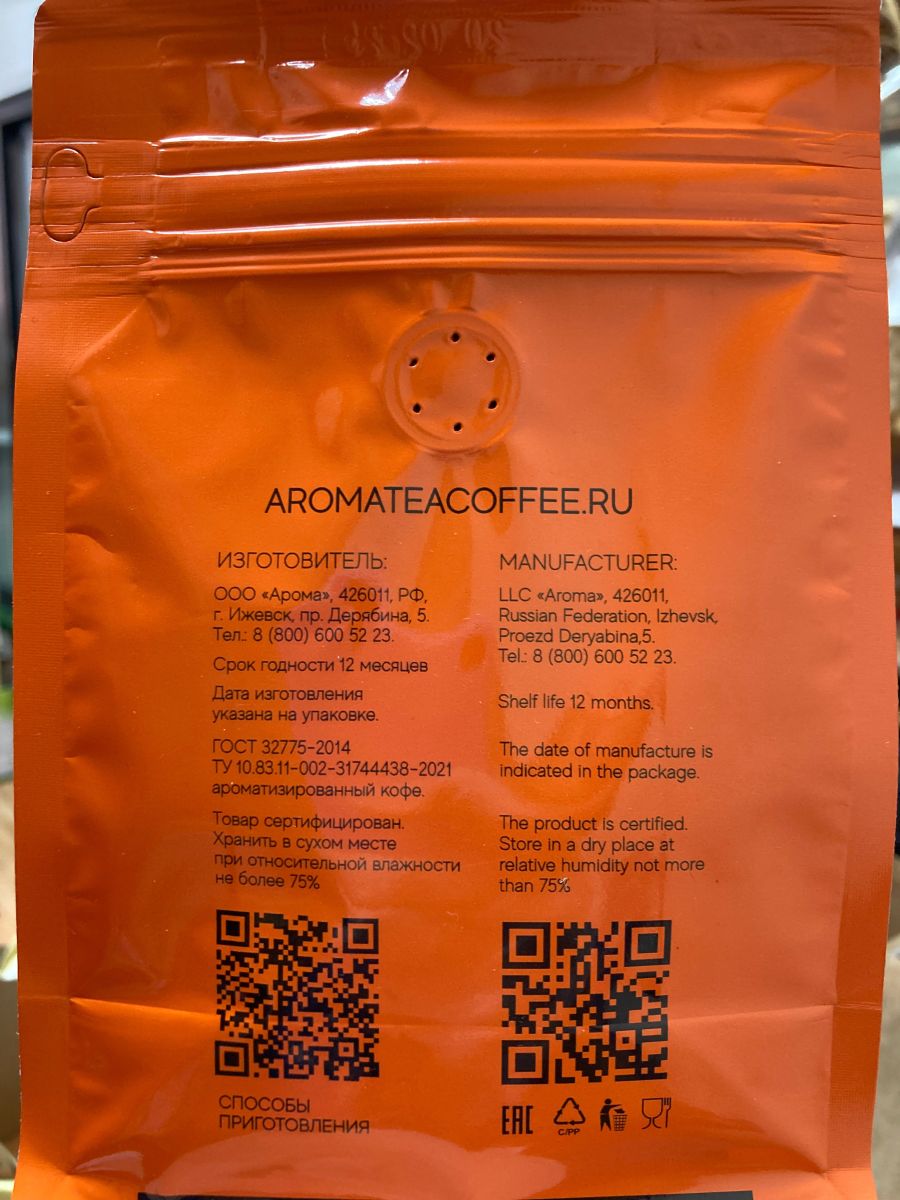 AROMATEACOFFEE.RU
ИЗГОТОВИТЕЛЬ:
ООО «Арома», 426011, РФ,
г. Ижевск, пр. Дерябина, 5.
Тел.: 8 (800) 600 52 23.
Срок годности 12 месяцев
Дата изготовления
указана на упаковке.
ГОСТ 32775-2014
ТУ 10.83.11-002-31744438-2021
ароматизированный кофе.
Товар сертифицирован.
Хранить в сухом месте
при относительной влажности
не более 75%
СПОСОБЫ
ПРИГОТОВЛЕНИЯ
MANUFACTURER:
LLC «Aroma», 426011,
Russian Federation, Izhevsk,
Proezd Deryabina,5.
Tel.: 8 (800) 600 52 23.
Shelf life 12 months.
The date of manufacture is
indicated in the package.
The product is certified.
Store in a dry place at
relative humidity not more
than 75%
EAC
C/PP